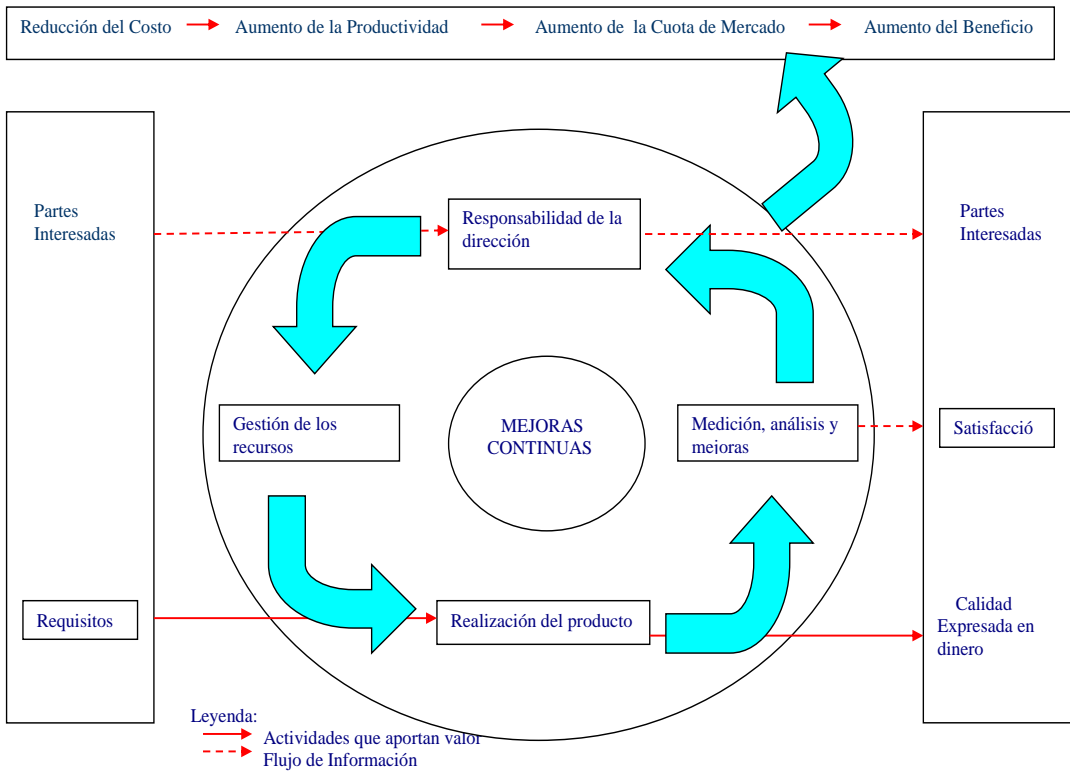 Reducción del Costo Aumento de la Productividad Aumento de la Cuota de Mercado Aumento del Beneficio
Partes
Interesadas
Responsabilidad de la
dirección
Partes
Interesadas
Gestión de los
recursos
MEJORAS
CONTINUAS
Medición, análisis y
mejoras
Satisfacció
Requisitos
Realización del producto
Calidad
Expresada en
dinero
Leyenda:
Actividades que aportan valor
Flujo de Información